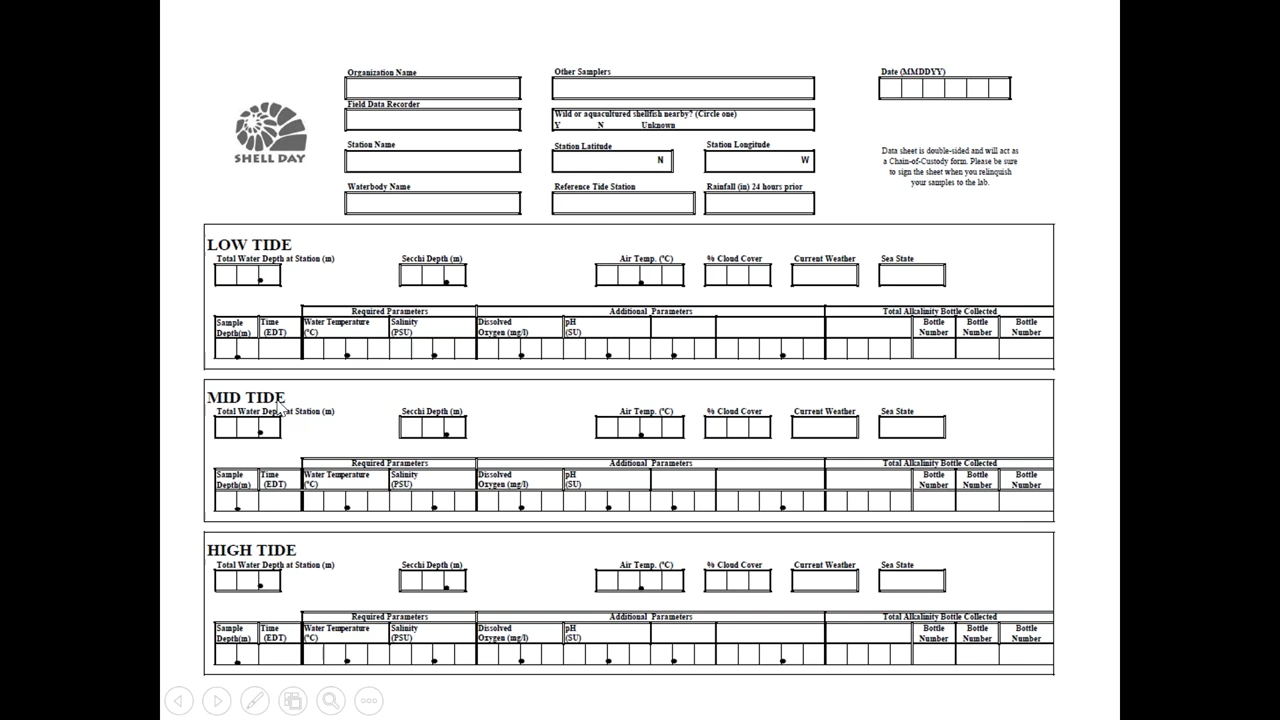 Organization Name
Other Samplers
Date (MMDDYY)
Field Data Recorder
Wild or aquacultured shellfish nearby? (Circle one)
Y N Unknown
SHELL DAY
Station Name
Station Latitude
N
Station Longitude
W
Data sheet is double-sided and will act as
a Chain-of-Custody form. Please be sure
to sign the sheet when you relinquish
your samples to the lab.
Waterbody Name
Reference Tide Station
Rainfall (in) 24 hours prior
LOW TIDE
Total Water Depth at Station (m) Secchi Depth (m) Air Temp. (°C) % Cloud Cover Current Weather Sea State
Required Parameters Additional Parameters Total Alkalinity Bottle Collected
Sample Time Water Temperature Salinity Dissolved pH Bottle Bottle Bottle
Depth(m) (EDT) (°C) (PSU) Oxygen (mg/l) (SU) Number Number Number
MID TIDE
Total Water Depth at Station (m) Secchi Depth (m) Air Temp. (°C) % Cloud Cover Current Weather Sea State
Required Parameters Additional Parameters Total Alkalinity Bottle Collected
Sample Time Water Temperature Salinity Dissolved pH Bottle Bottle Bottle
Depth(m) (EDT) (°C) (PSU) Oxygen (mg/l) (SU) Number Number Number
HIGH TIDE
Total Water Depth at Station (m) Secchi Depth (m) Air Temp. (°C) % Cloud Cover Current Weather Sea State
Required Parameters Additional Parameters Total Alkalinity Bottle Collected
Sample Time Water Temperature Salinity Dissolved pH Bottle Bottle Bottle
Depth(m) (EDT) (°C) (PSU) Oxygen (mg/l) (SU) Number Number Number